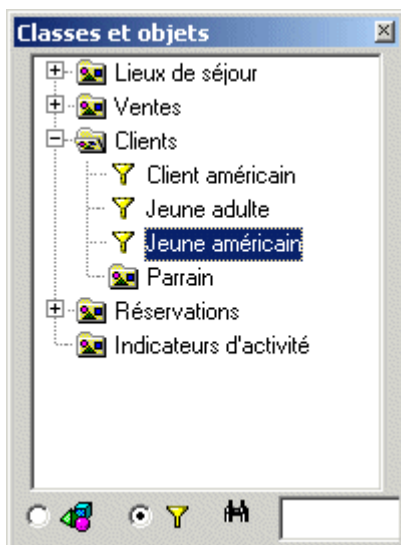 Classes et objets
Lieux de séjour
Ventes
Clients
Client américain
Jeune adulte
Jeune américain
Parrain
Réservations
Indicateurs d'activité